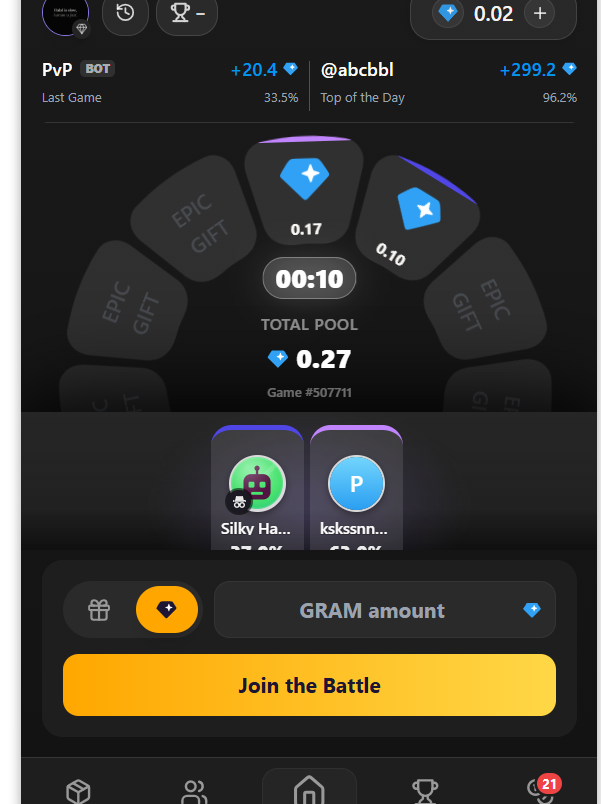 –
0.02
+
PvP BOT
+20.4
@abcbbl
+299.2
Last Game
33.5%
Top of the Day
96.2%
EPIC
GIFT
EPIC
GIFT
0.17
0.10
EPIC
GIFT
00:10
TOTAL POOL
0.27
Game #507711
P
Silky Ha...
kskssnn...
GRAM amount
Join the Battle
21